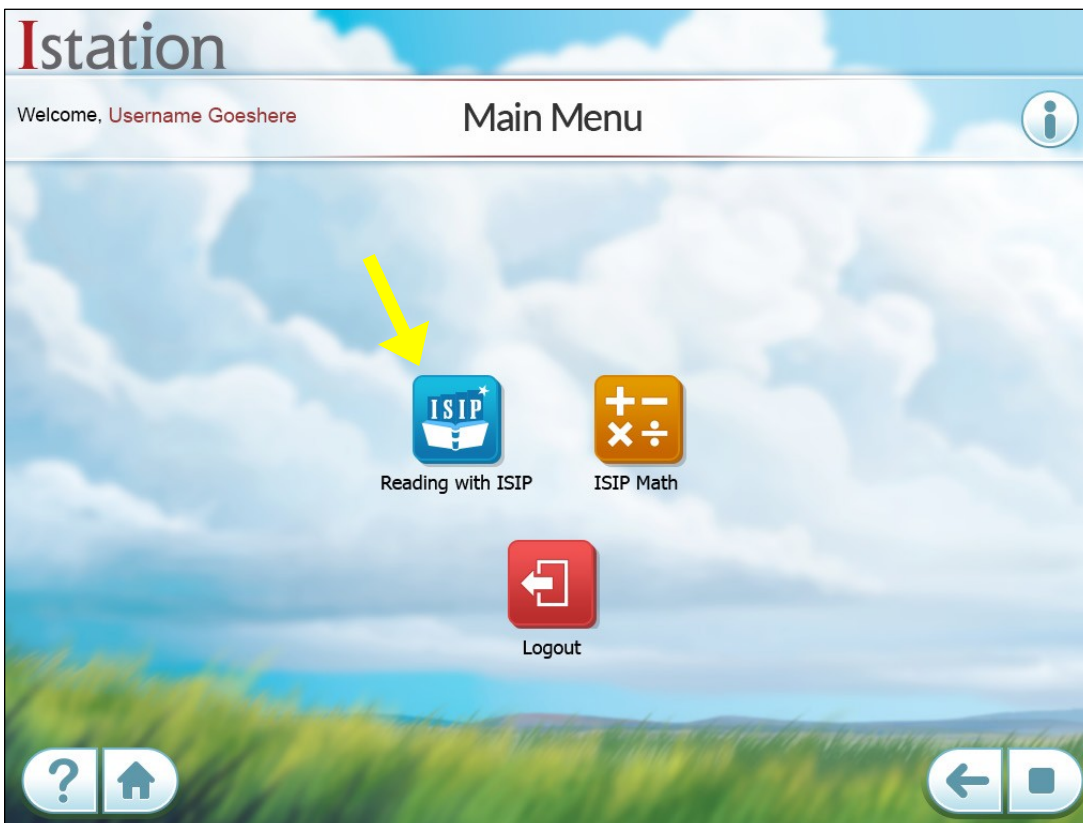 Istation
Welcome, Username Goeshere
Main Menu
ISIP
Reading with ISIP
ISIP Math
Logout